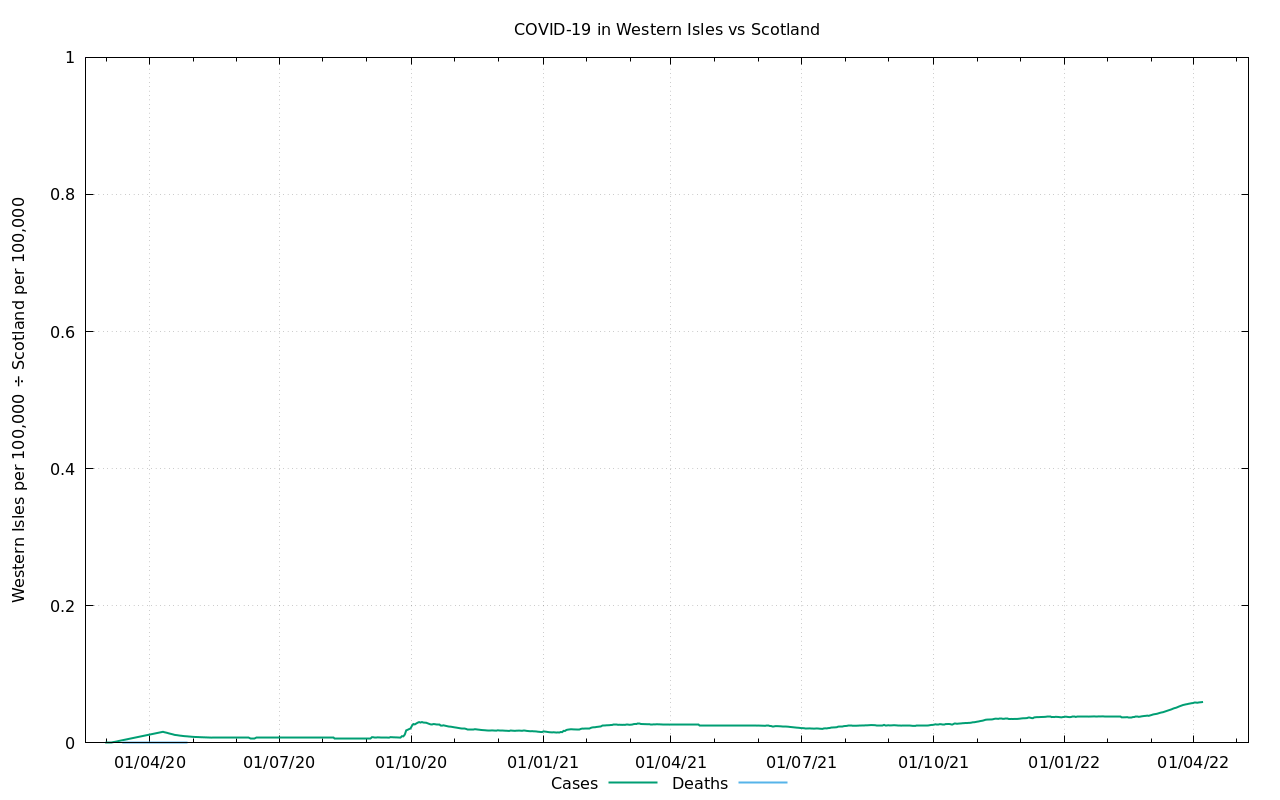 COVID-19 in Western Isles vs Scotland
Western Isles per 100,000 ÷ Scotland per 100,000
1
0.8
0.6
0.4
0.2
0
01/04/20 01/07/20 01/10/20 01/01/21 01/04/21 01/07/21 01/10/21 01/01/22 01/04/22
Cases Deaths